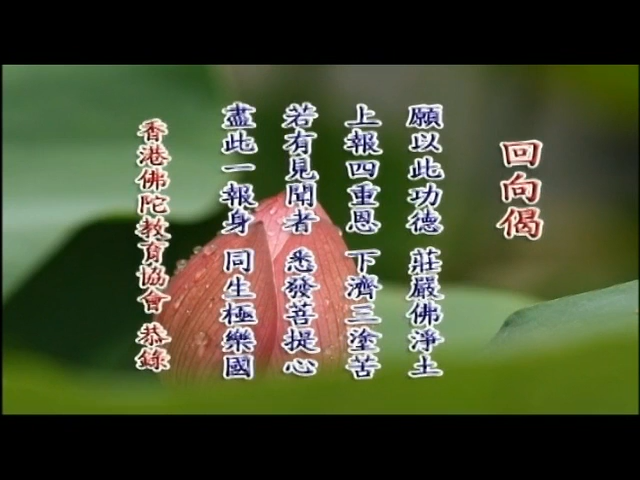 回向偈
願以此功德 莊嚴佛淨土
上報四重恩 下濟三塗苦
若有見聞者 悉發菩提心
盡此一報身 同生極樂國
香港佛陀教育協會 恭錄